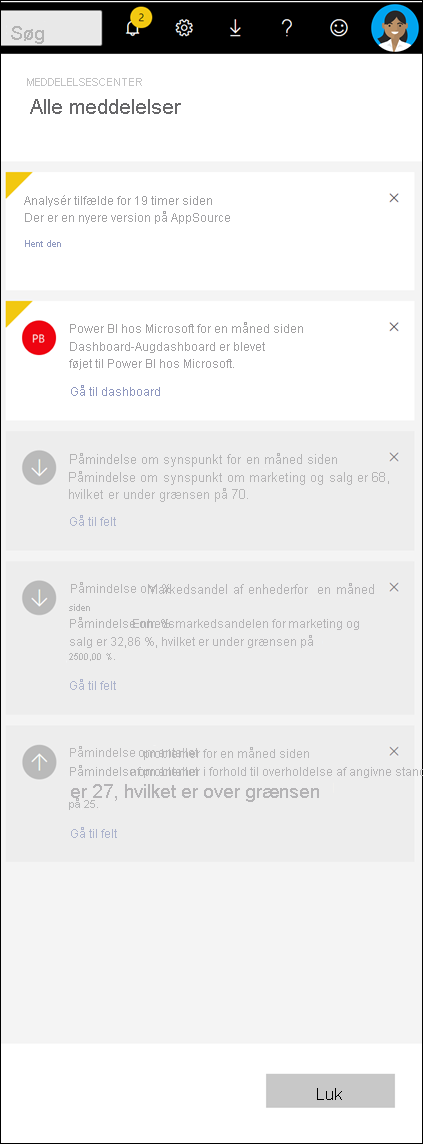 Søg
2
MEDDELELSESCENTER
Alle meddelelser
Analysér tilfælde for 19 timer siden
Der er en nyere version på AppSource
Hent den
PB
Power BI hos Microsoft for en måned siden
Dashboard-Augdashboard er blevet
føjet til Power BI hos Microsoft.
Gå til dashboard
Påmindelse om synspunkt for en måned siden
Påmindelse om synspunkt om marketing og salg er 68,
hvilket er under grænsen på 70.
Gå til felt
Påmindelse om % Markedsandel af enhederfor en måned
siden
Påmindelse om % Enhedsmarkedsandelen for marketing og
salg er 32,86 %, hvilket er under grænsen på
2500,00 %.
Gå til felt
Påmindelse om antallet problemer for en måned siden
Påmindelse om antallet af problemer i forhold til overholdelse af angivne stand
er 27, hvilket er over grænsen
på 25.
Gå til felt
Luk